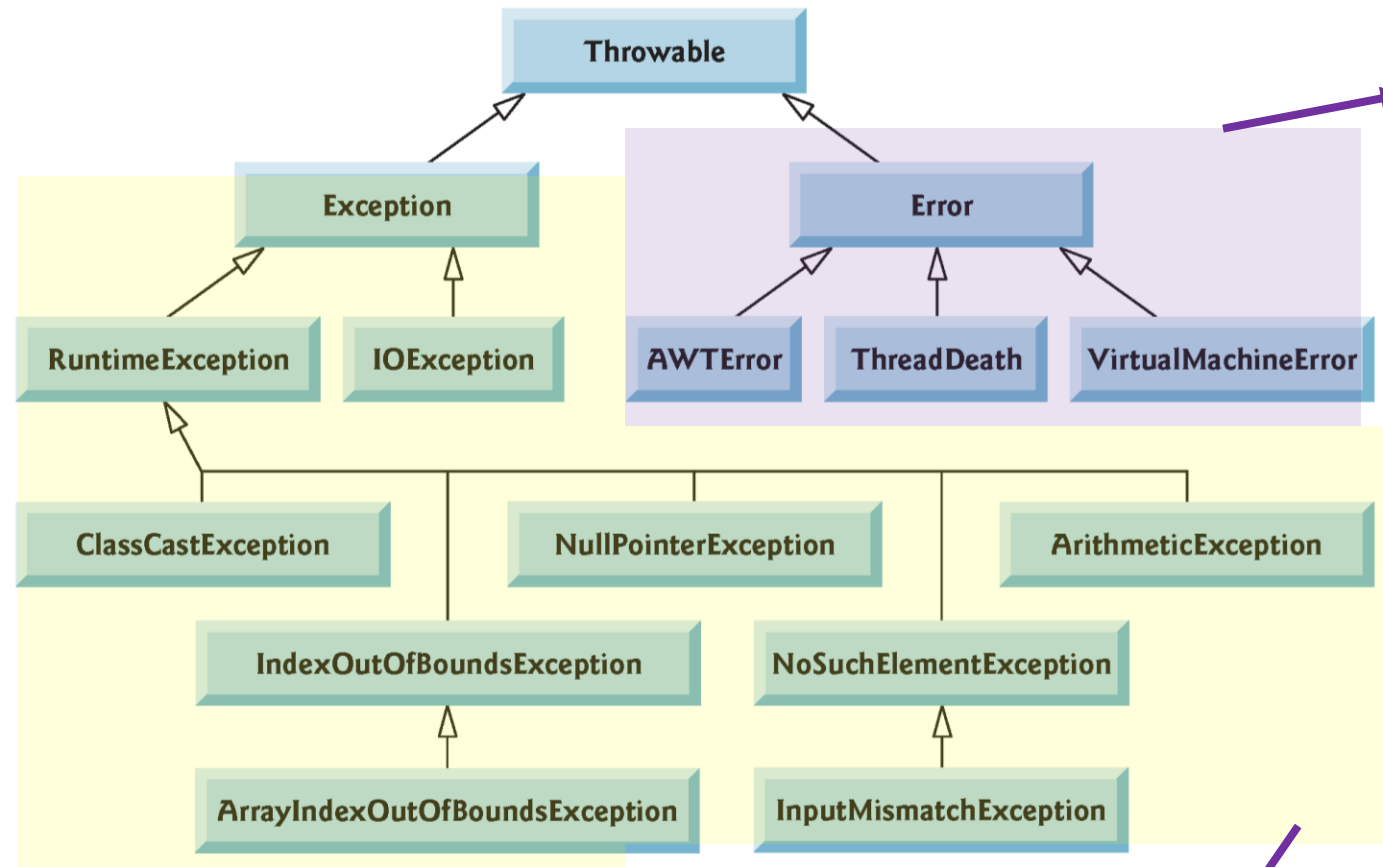 Throwable
Exception
Error
RuntimeException
IOException
AWTError
ThreadDeath
VirtualMachineError
ClassCastException
NullPointerException
ArithmeticException
IndexOutOfBoundsException
NoSuchElementException
ArrayIndexOutOfBoundsException
InputMismatchException